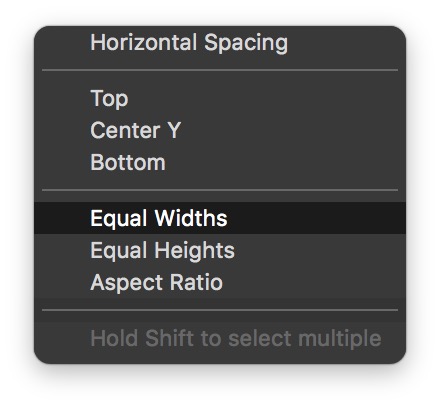 Horizontal Spacing
Top
Center Y
Bottom
Equal Widths
Equal Heights
Aspect Ratio
Hold Shift to select multiple